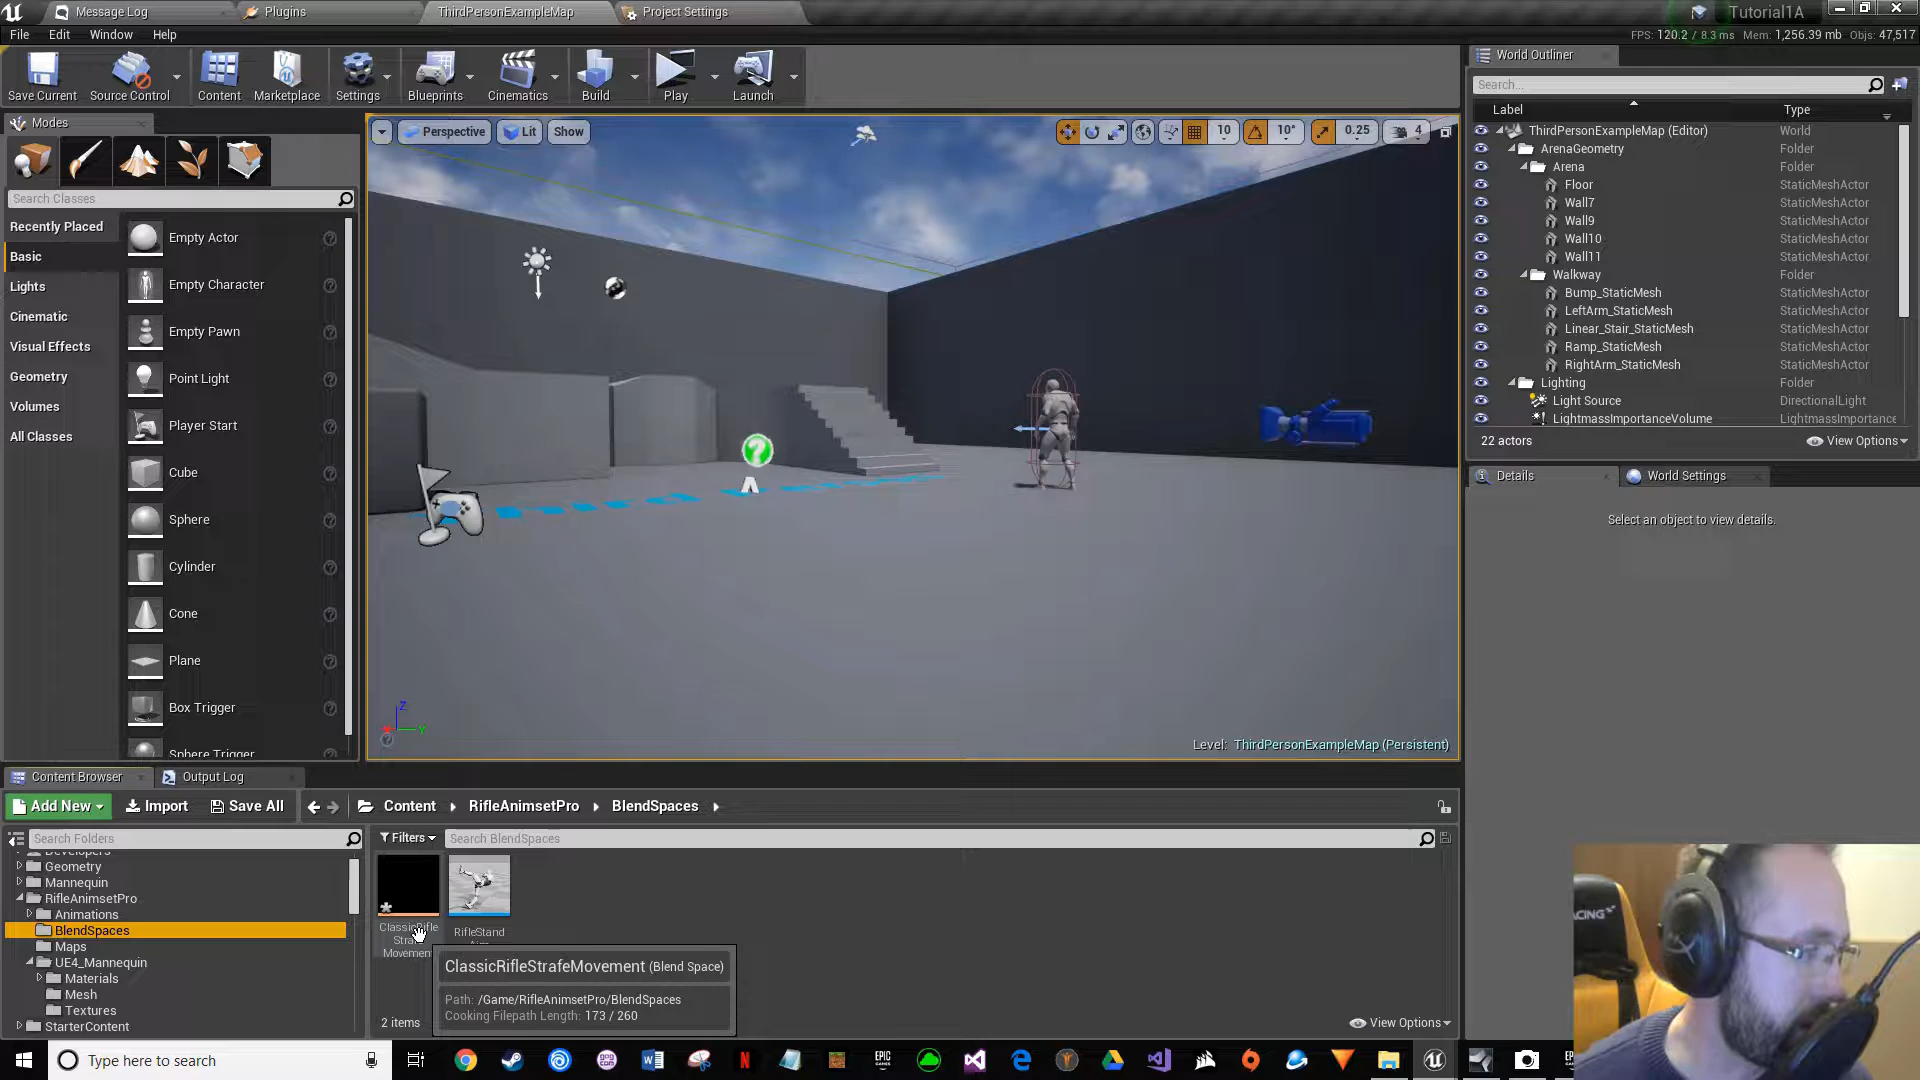 Message Log
Plugins
ThirdPersonExampleMap
Project Settings
Tutorial1A
File Edit Window Help
FPS: 120.2 / 8.3 ms Mem: 1,256.39 mb Objs: 47,517
Save Current
Source Control
Content
Marketplace
Settings
Blueprints
Cinematics
Build
Play
Launch
World Outliner
Search...
Label Type
ThirdPersonExampleMap (Editor) World
ArenaGeometry Folder
Arena Folder
Floor StaticMeshActor
Wall7 StaticMeshActor
Wall9 StaticMeshActor
Wall10 StaticMeshActor
Wall11 StaticMeshActor
Walkway Folder
Bump_StaticMesh StaticMeshActor
LeftArm_StaticMesh StaticMeshActor
Linear_Stair_StaticMesh StaticMeshActor
Ramp_StaticMesh StaticMeshActor
RightArm_StaticMesh StaticMeshActor
Lighting Folder
Light Source DirectionalLight
LightmassImportanceVolume LightmassImportance
22 actors
View Options
Details
World Settings
Select an object to view details.
Modes
Search Classes
Recently Placed
Basic
Lights
Cinematic
Visual Effects
Geometry
Volumes
All Classes
Empty Actor
Empty Character
Empty Pawn
Point Light
Player Start
Cube
Sphere
Cylinder
Cone
Plane
Box Trigger
Sphere Trigger
Perspective
Lit
Show
10
10°
0.25
4
Z
X
Y
Level: ThirdPersonExampleMap (Persistent)
Content Browser
Output Log
Add New
Import
Save All
Content
RifleAnimsetPro
BlendSpaces
Search Folders
Filters
Search BlendSpaces
Developers
Geometry
Mannequin
RifleAnimsetPro
Animations
BlendSpaces
Maps
UE4_Mannequin
Materials
Mesh
Textures
StarterContent
ClassicRifle
Movement
RifleStand
ClassicRifleStrafeMovement (Blend Space)
Path: /Game/RifleAnimsetPro/BlendSpaces
Cooking Filepath Length: 173 / 260
2 items
View Options
Type here to search